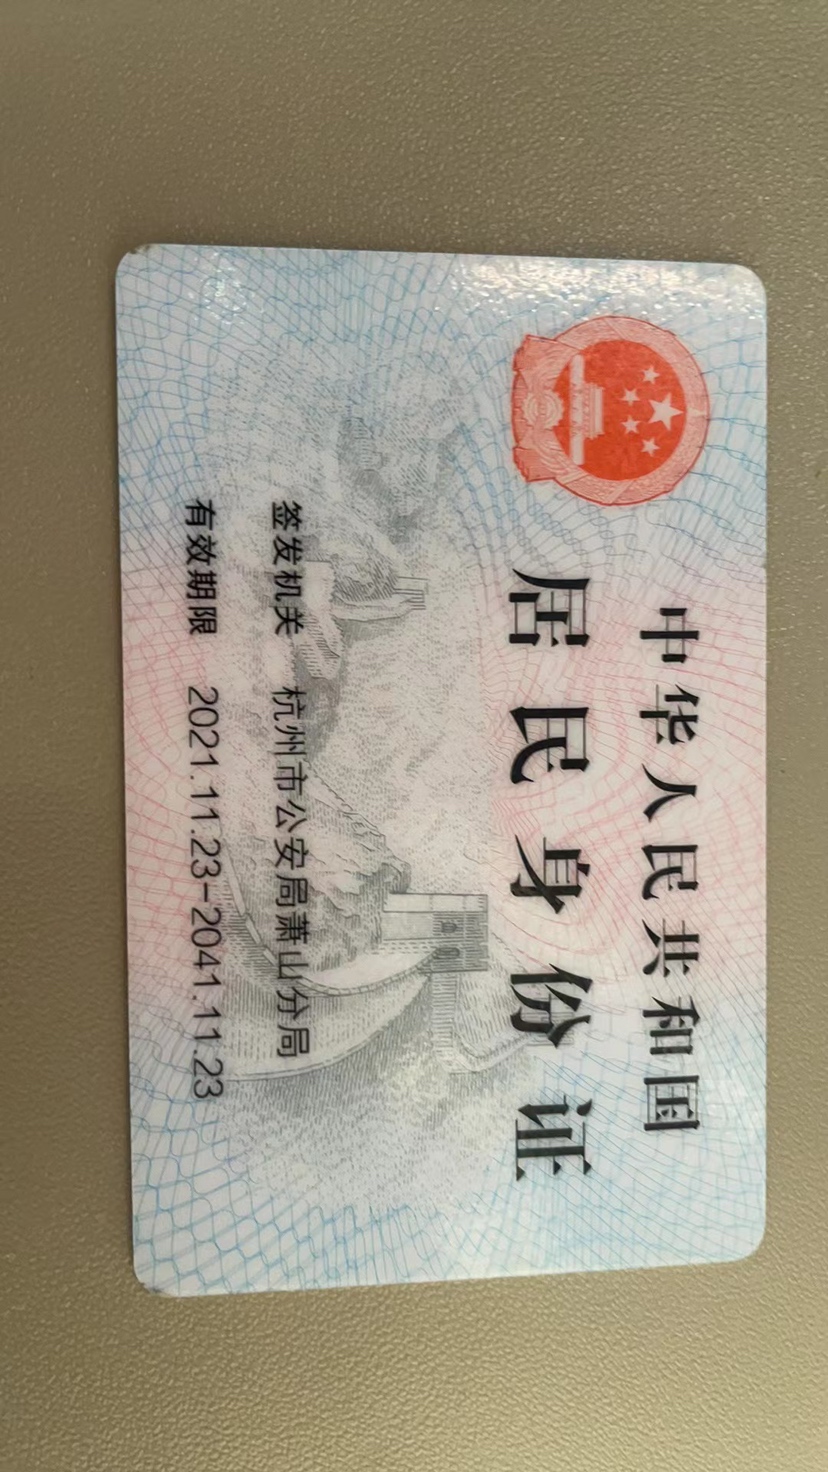 中华人民共和国
居民身份证
签发机关 杭州市公安局萧山分局
有效期限 2021.11.23-2041.11.23